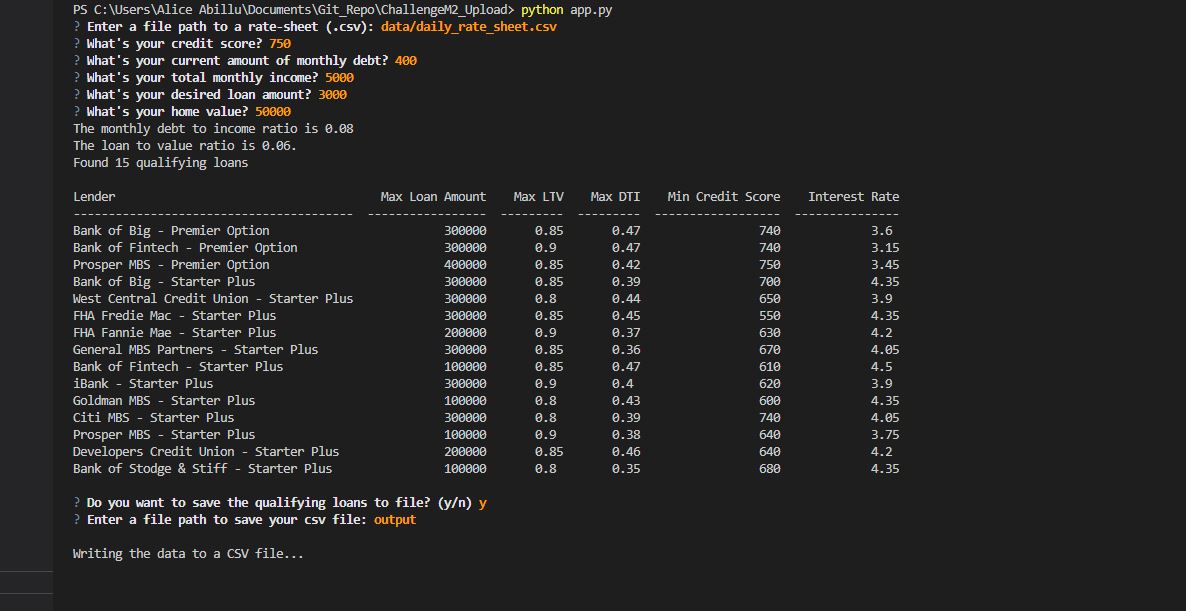 PS C:\Users\Alice Abillu\Documents\Git_Repo\ChallengeM2_Upload> python app.py
? Enter a file path to a rate-sheet (.csv): data/daily_rate_sheet.csv
? What's your credit score? 750
? What's your current amount of monthly debt? 400
? What's your total monthly income? 5000
? What's your desired loan amount? 3000
? What's your home value? 50000
The monthly debt to income ratio is 0.08
The loan to value ratio is 0.06.
Found 15 qualifying loans
Lender Max Loan Amount Max LTV Max DTI Min Credit Score Interest Rate
----------------------------------------- ----------------- --------- --------- ------------------ ---------------
Bank of Big - Premier Option 300000 0.85 0.47 740 3.6
Bank of Fintech - Premier Option 300000 0.9 0.47 740 3.15
Prosper MBS - Premier Option 400000 0.85 0.42 750 3.45
Bank of Big - Starter Plus 300000 0.85 0.39 700 4.35
West Central Credit Union - Starter Plus 300000 0.8 0.44 650 3.9
FHA Fredie Mac - Starter Plus 300000 0.85 0.45 550 4.35
FHA Fannie Mae - Starter Plus 200000 0.9 0.37 630 4.2
General MBS Partners - Starter Plus 300000 0.85 0.36 670 4.05
Bank of Fintech - Starter Plus 100000 0.85 0.47 610 4.5
iBank - Starter Plus 300000 0.9 0.4 620 3.9
Goldman MBS - Starter Plus 100000 0.8 0.43 600 4.35
Citi MBS - Starter Plus 300000 0.8 0.39 740 4.05
Prosper MBS - Starter Plus 100000 0.9 0.38 640 3.75
Developers Credit Union - Starter Plus 200000 0.85 0.46 640 4.2
Bank of Stodge & Stiff - Starter Plus 100000 0.8 0.35 680 4.35
? Do you want to save the qualifying loans to file? (y/n) y
? Enter a file path to save your csv file: output
Writing the data to a CSV file...